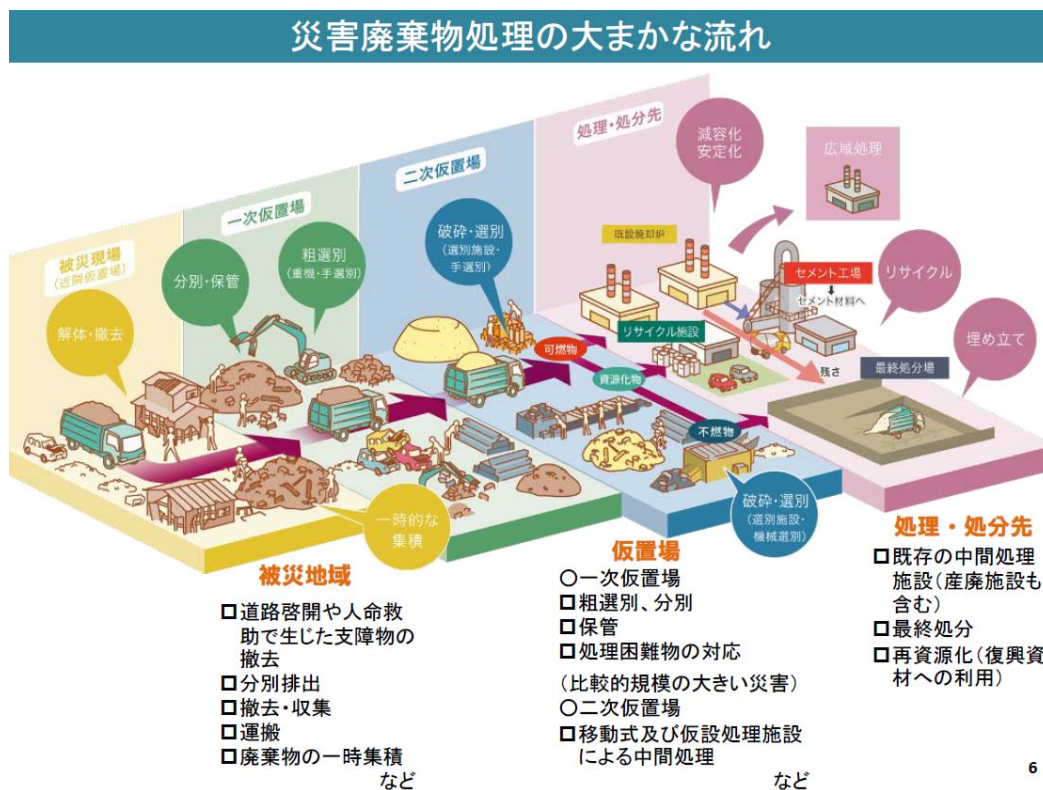 災害廃棄物処理の大まかな流れ
被災現場
(近隣仮置場)
解体・撤去
一時的な
集積
一次仮置場
分別・保管
粗選別
(重機・手選別)
二次仮置場
破砕・選別
(選別施設・
手選別)
可燃物
資源化物
不燃物
破砕・選別
(選別施設・
機械選別)
処理・処分先
減容化
安定化
広域処理
既設焼却炉
セメント工場
セメント材料へ
リサイクル
リサイクル施設
残さ
最終処分場
埋め立て
被災地域
□道路啓開や人命救
助で生じた支障物の
撤去
□分別排出
□撤去・収集
□運搬
□廃棄物の一時集積
など
仮置場
○一次仮置場
□粗選別、分別
□保管
□処理困難物の対応
(比較的規模の大きい災害)
○二次仮置場
□移動式及び仮設処理施設
による中間処理
など
処理・処分先
□既存の中間処理
施設(産廃施設も
含む)
□最終処分
□再資源化(復興資
材への利用)
6